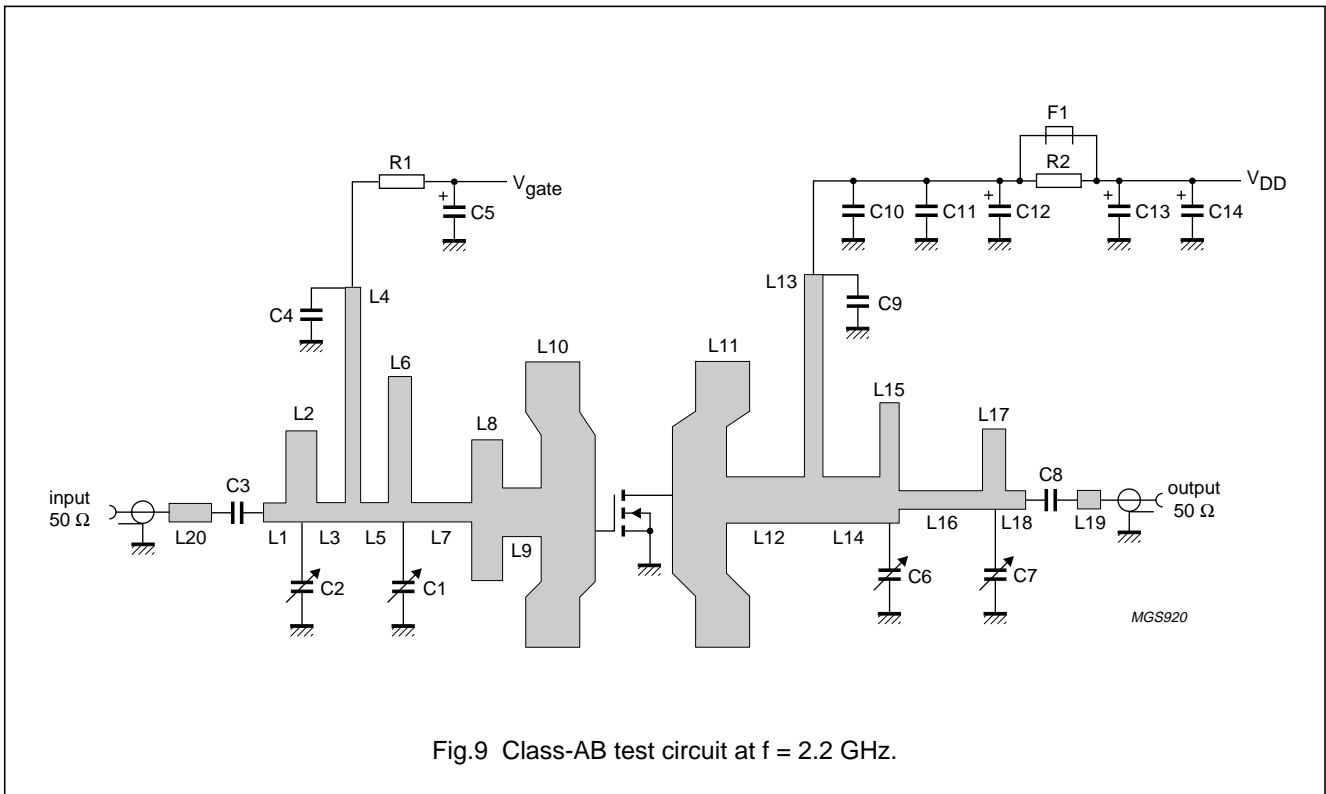 F1
R1
R2
V_gate
V_DD
+
C5
C10
C11
+
C12
+
C13
+
C14
L4
L13
C4
C9
L10
L11
L6
L2
L8
L15
L17
input
50 Ω
C3
C8
output
50 Ω
L20
L1
L3
L5
L7
L9
L12
L14
L16
L18
L19
C2
C1
C6
C7
MGS920
Fig.9 Class-AB test circuit at f = 2.2 GHz.